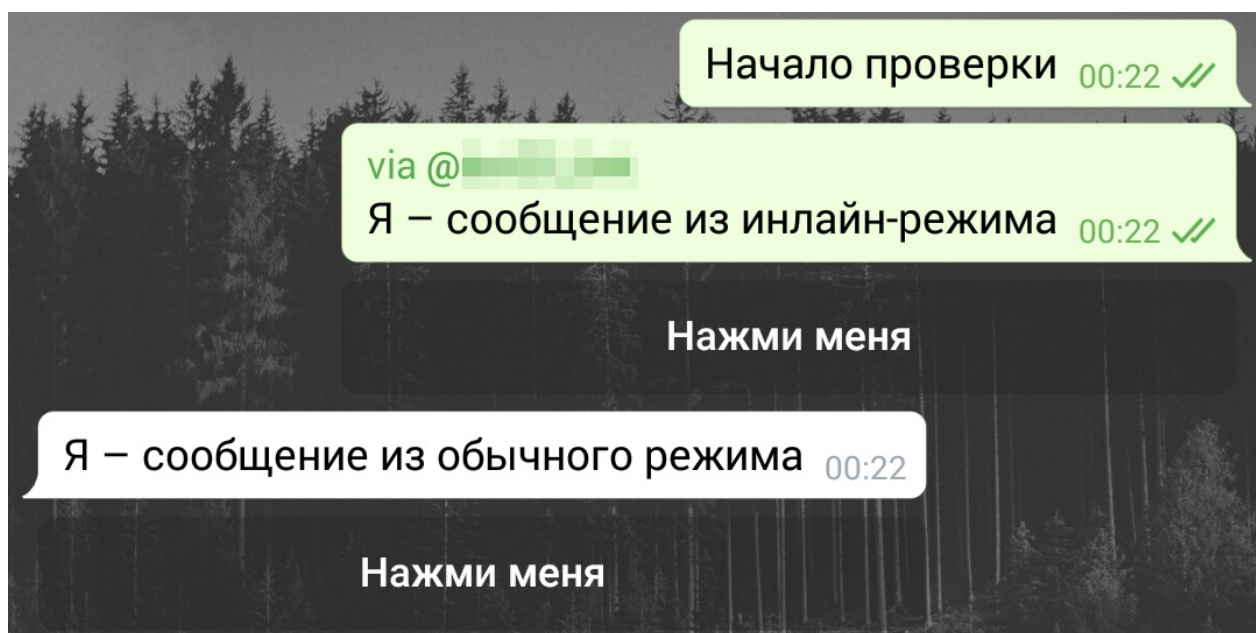 Начало проверки 00:22
via @
Я – сообщение из инлайн-режима 00:22
Нажми меня
Я – сообщение из обычного режима 00:22
Нажми меня